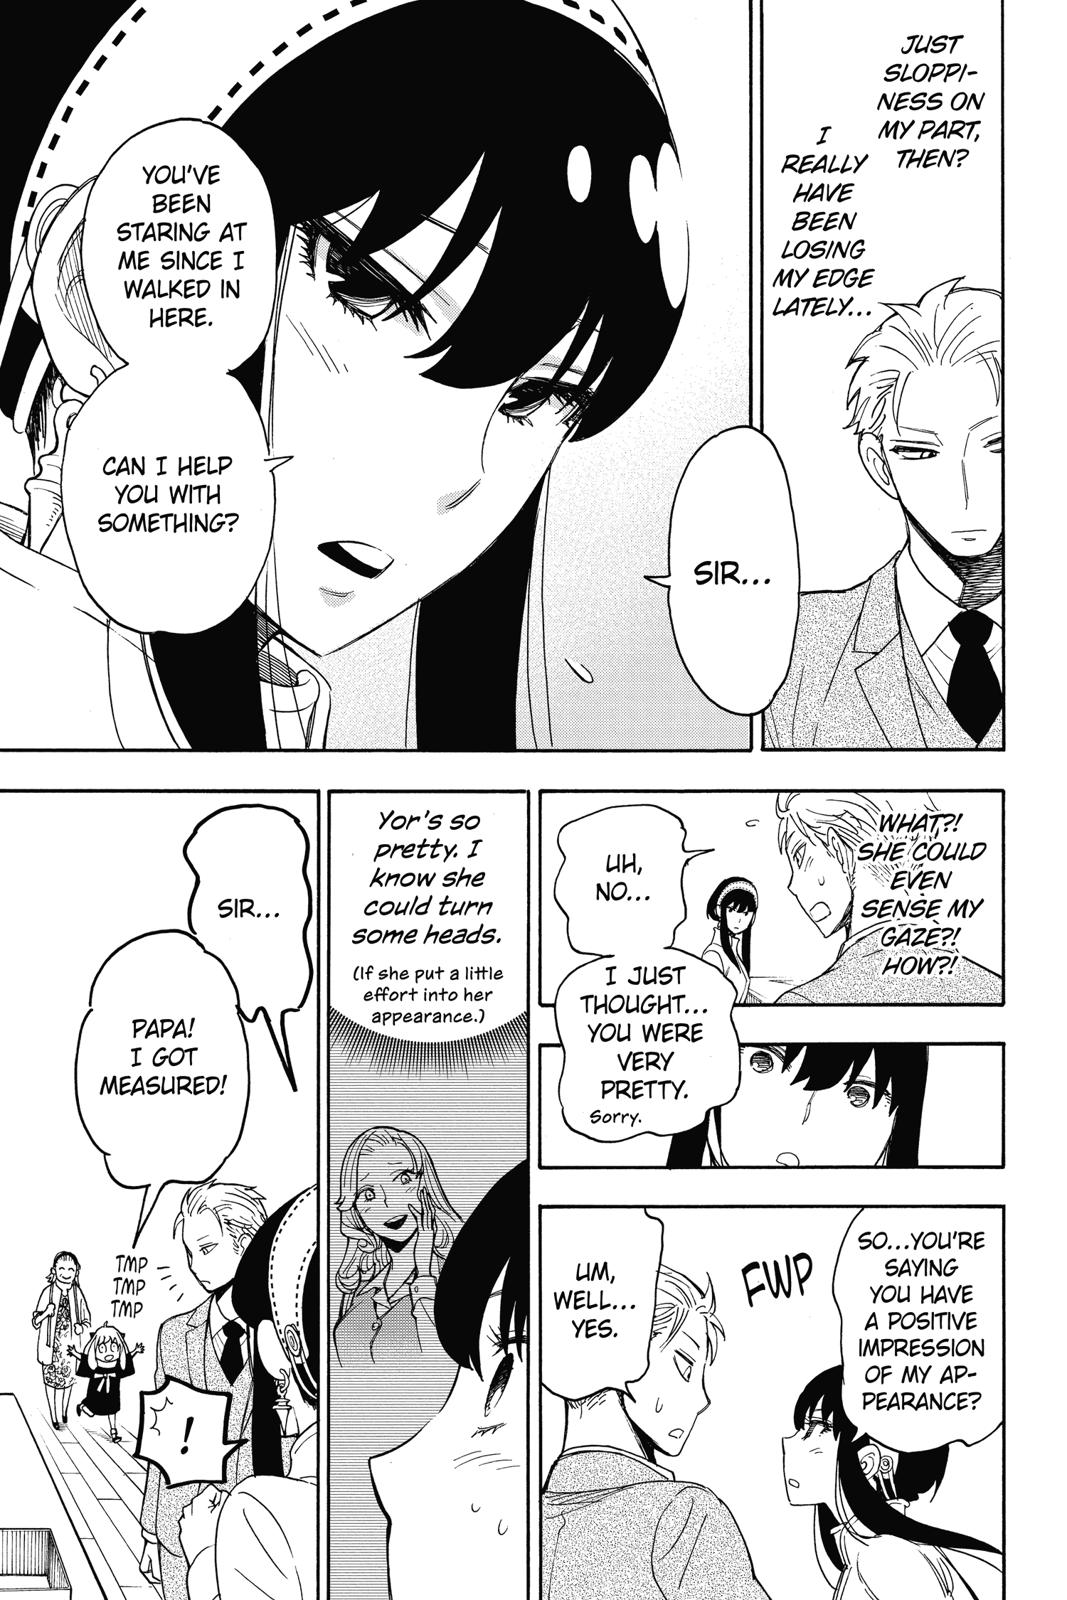 JUST
SLOPPI-
NESS ON
MY PART,
THEN?
I
REALLY
HAVE
BEEN
LOSING
MY EDGE
LATELY...
SIR...
YOU'VE
BEEN
STARING AT
ME SINCE I
WALKED IN
HERE.
CAN I HELP
YOU WITH
SOMETHING?
WHAT?!
SHE COULD
EVEN
SENSE MY
GAZE?!
HOW?!
UH,
NO...
I JUST
THOUGHT...
YOU WERE
VERY
PRETTY.
Sorry.
SO...YOU'RE
SAYING
YOU HAVE
A POSITIVE
IMPRESSION
OF MY AP-
PEARANCE?
FWP
UM,
WELL...
YES.
Yor's so
pretty. I
know she
could turn
some heads.
(If she put a little
effort into her
appearance.)
SIR...
PAPA!
I GOT
MEASURED!
TMP
TMP
TMP
!